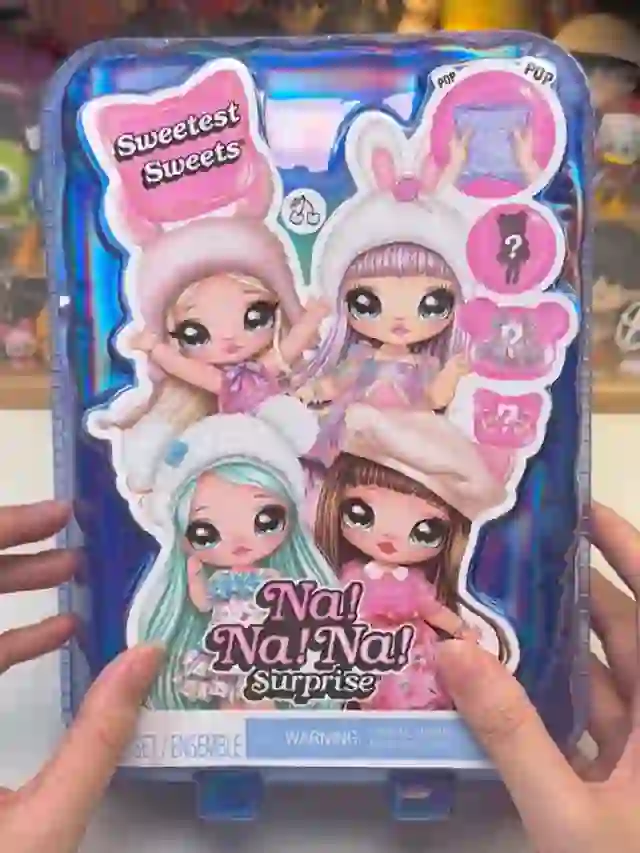 Sweetest
Sweets
POP
POP
?
?
?
Na!
Na! Na!
Surprise
SET / ENSEMBLE
WARNING: